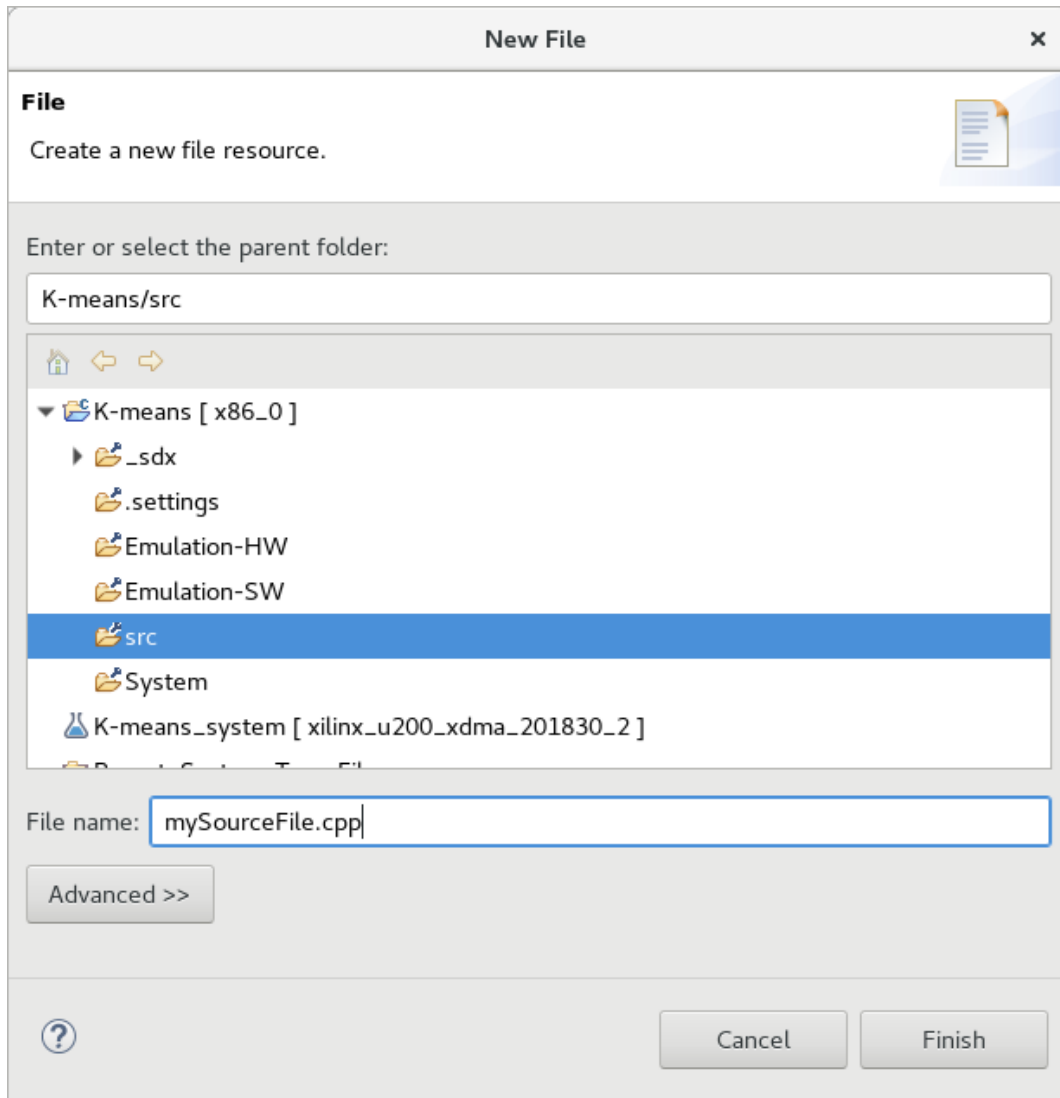 New File
File
Create a new file resource.
Enter or select the parent folder:
K-means/src
K-means [ x86_0 ]
_sdx
.settings
Emulation-HW
Emulation-SW
src
System
K-means_system [ xilinx_u200_xdma_201830_2 ]
File name: mySourceFile.cpp
Advanced >>
Cancel Finish